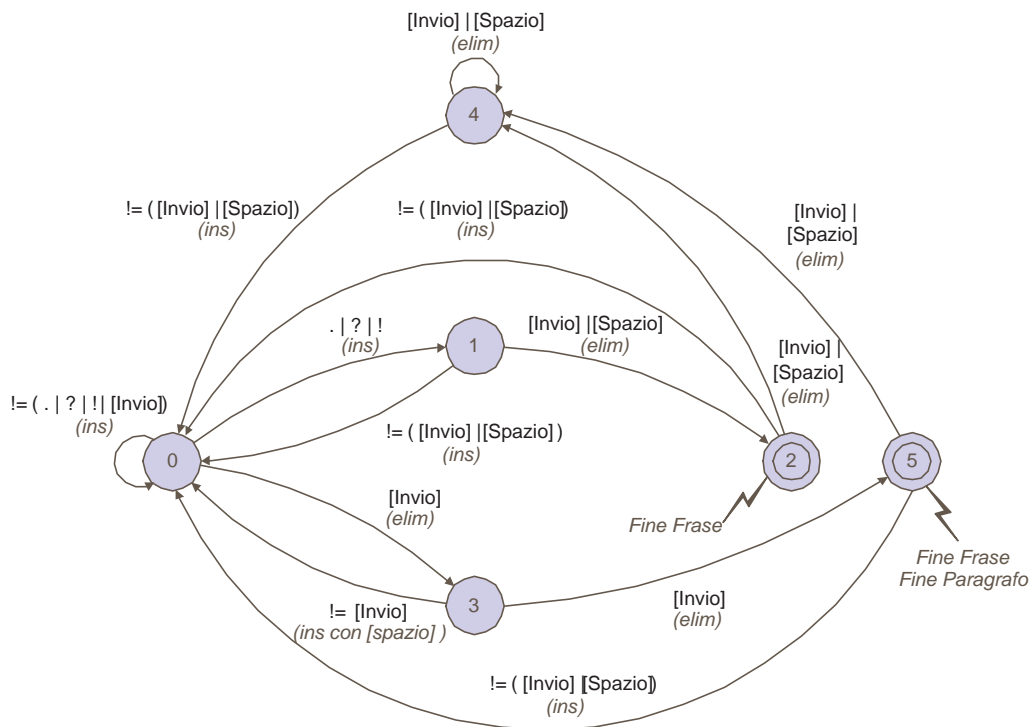 [Invio] | [Spazio]
(elim)
4
!= ( [Invio] | [Spazio])
(ins)
!= ( [Invio] | [Spazio])
(ins)
[Invio] |
[Spazio]
(elim)
. | ? | !
(ins)
1
[Invio] | [Spazio]
(elim)
[Invio] |
[Spazio]
(elim)
!= ( . | ? | ! | [Invio])
(ins)
0
!= ( [Invio] | [Spazio] )
(ins)
2
5
[Invio]
(elim)
Fine Frase
Fine Frase
Fine Paragrafo
3
!= [Invio]
(ins con [spazio] )
[Invio]
(elim)
!= ( [Invio] [Spazio])
(ins)